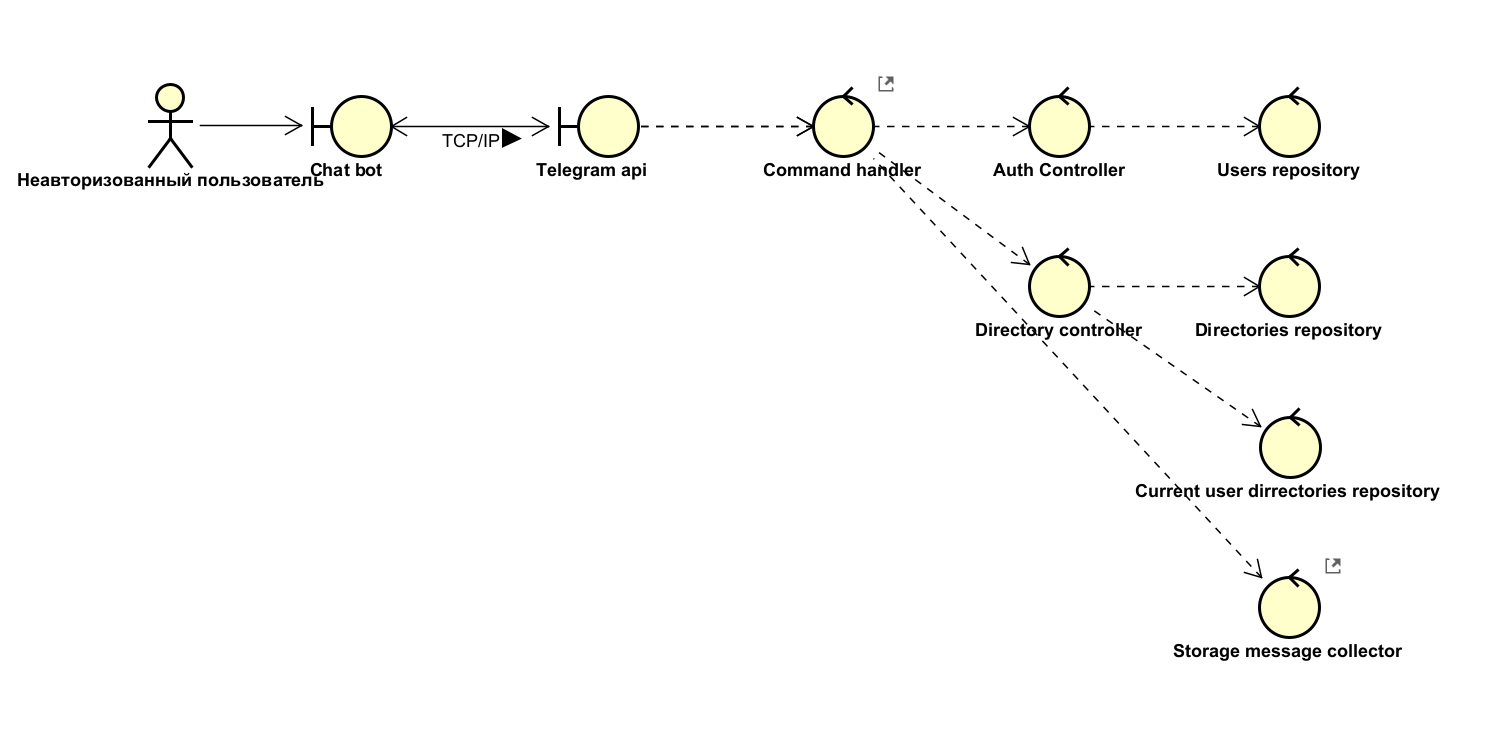 TCP/IP
Неавторизованный пользователь
Chat bot
Telegram api
Command handler
Auth Controller
Users repository
Directory controller
Directories repository
Current user dirrectories repository
Storage message collector